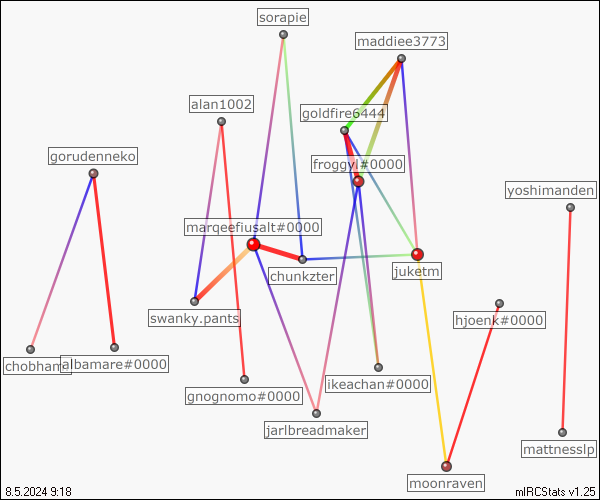 sorapie
maddiee3773
alan1002
goldfire6444
gorudenneko
froggyl#0000
yoshimanden
marqeefiusalt#0000
chunkzter
juketm
swanky.pants
hjoenk#0000
albamare#0000
ikeachan#0000
gnognomo#0000
jarlbreadmaker
mattnesslp
moonraven
8.5.2024 9:18
mIRCStats v1.25